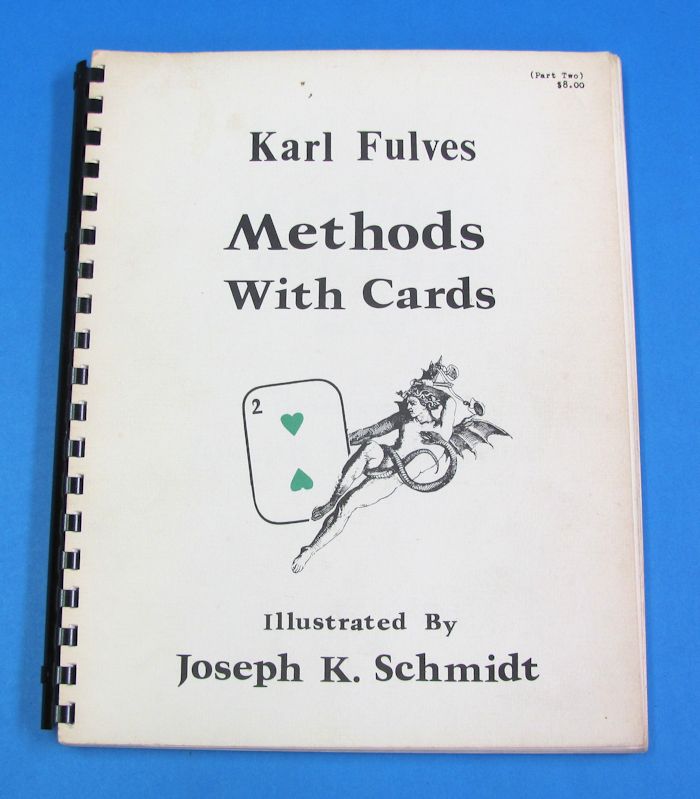 (Part Two)
$8.00
Karl Fulves
Methods
With Cards
2
Illustrated By
Joseph K. Schmidt